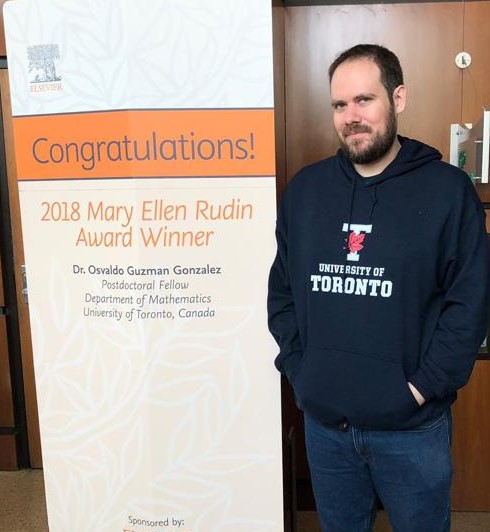 ELSEVIER
Congratulations!
2018 Mary Ellen Rudin
Award Winner
Dr. Osvaldo Guzman Gonzalez
Postdoctoral Fellow
Department of Mathematics
University of Toronto, Canada
Sponsored by:
T
UNIVERSITY OF
TORONTO